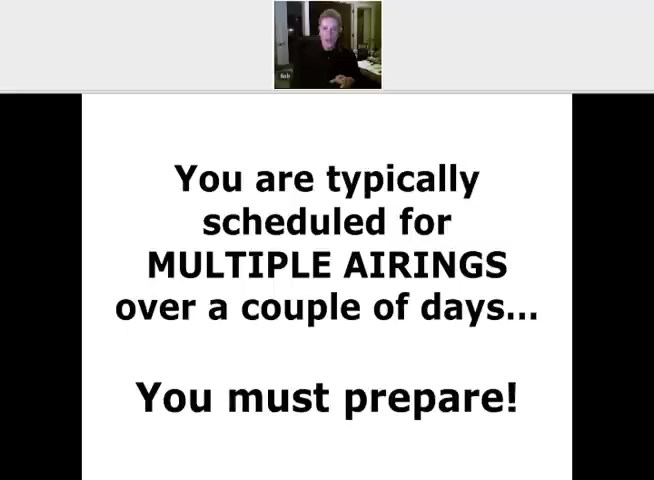 You are typically
scheduled for
MULTIPLE AIRINGS
over a couple of days...
You must prepare!